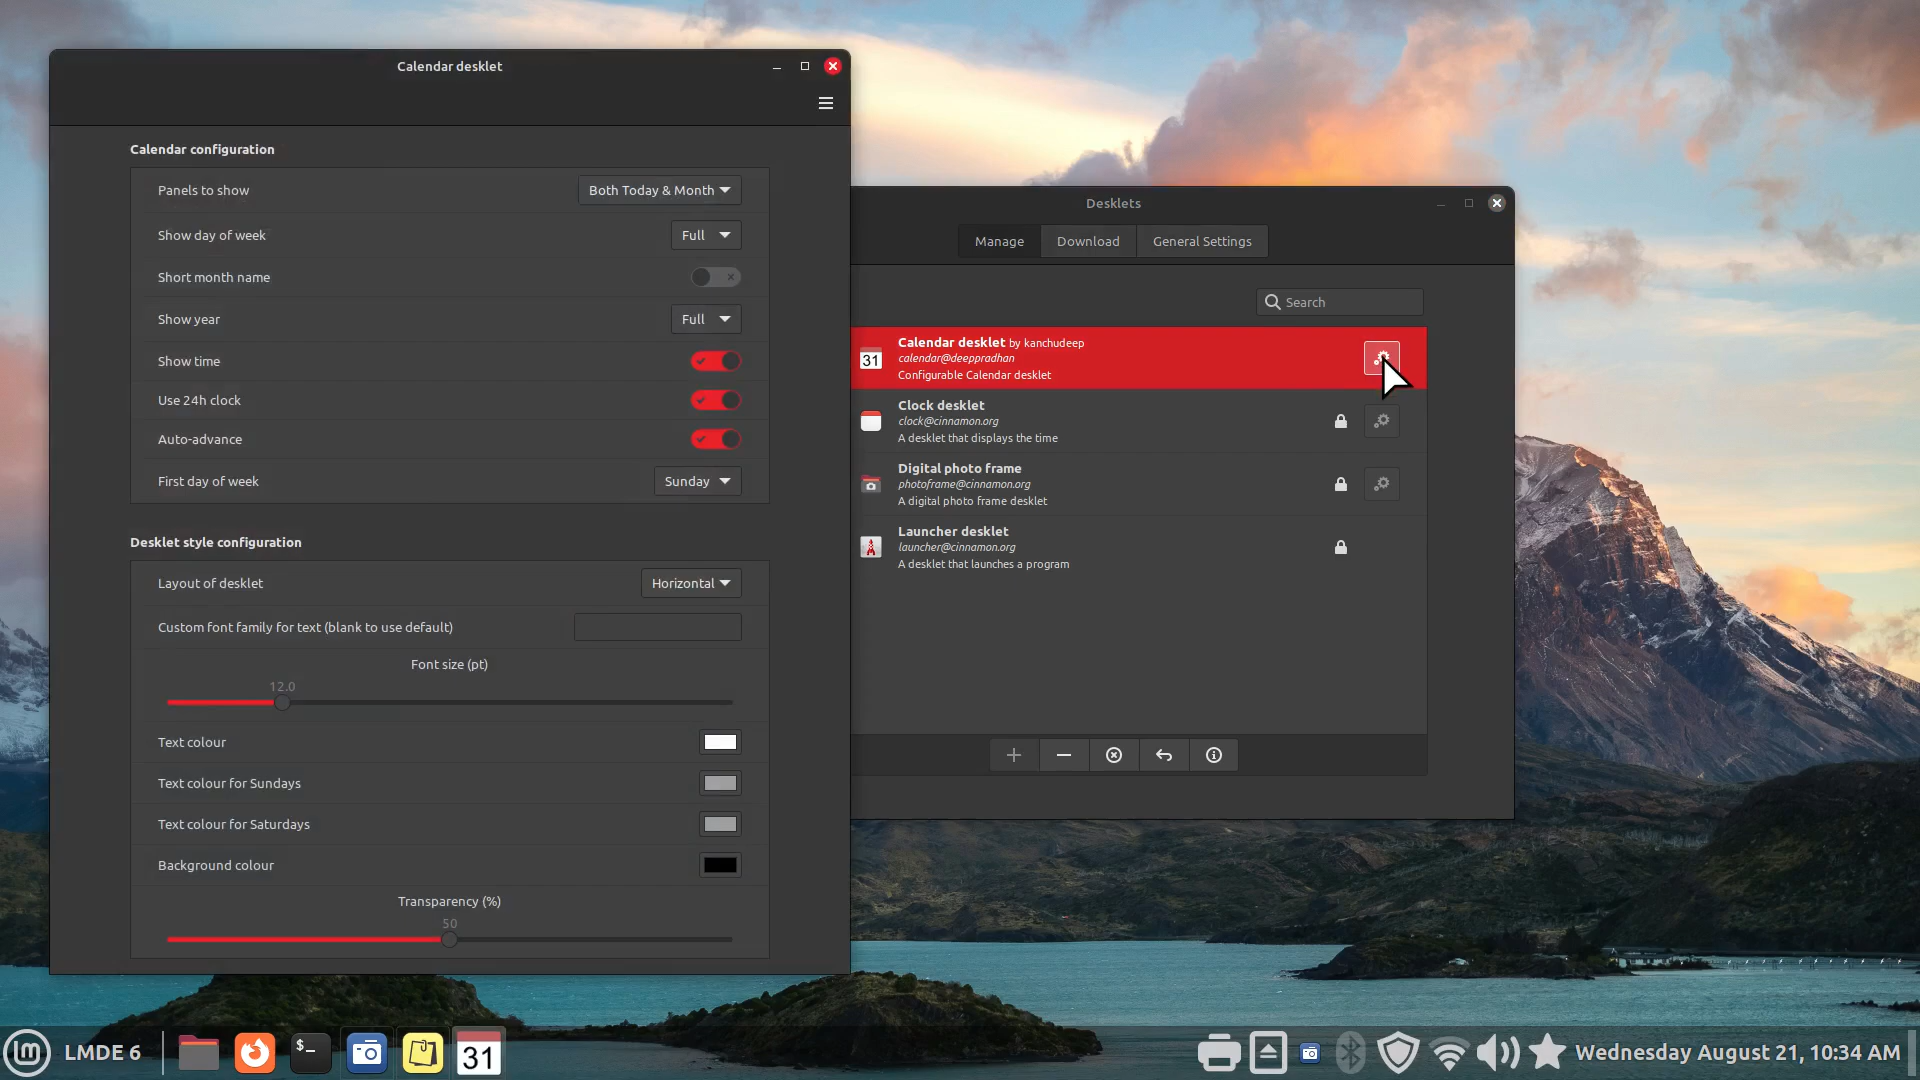 Calendar desklet
Calendar configuration
Panels to show
Both Today & Month
Show day of week
Full
Short month name
Show year
Full
Show time
Use 24h clock
Auto-advance
First day of week
Sunday
Desklet style configuration
Layout of desklet
Horizontal
Custom font family for text (blank to use default)
Font size (pt)
12.0
Text colour
Text colour for Sundays
Text colour for Saturdays
Background colour
Transparency (%)
50
Desklets
Manage
Download
General Settings
Search
31
Calendar desklet by kanchudeep
calendar@deeppradhan
Configurable Calendar desklet
Clock desklet
clock@cinnamon.org
A desklet that displays the time
Digital photo frame
photoframe@cinnamon.org
A digital photo frame desklet
Launcher desklet
launcher@cinnamon.org
A desklet that launches a program
LMDE 6
$_
31
Wednesday August 21, 10:34 AM